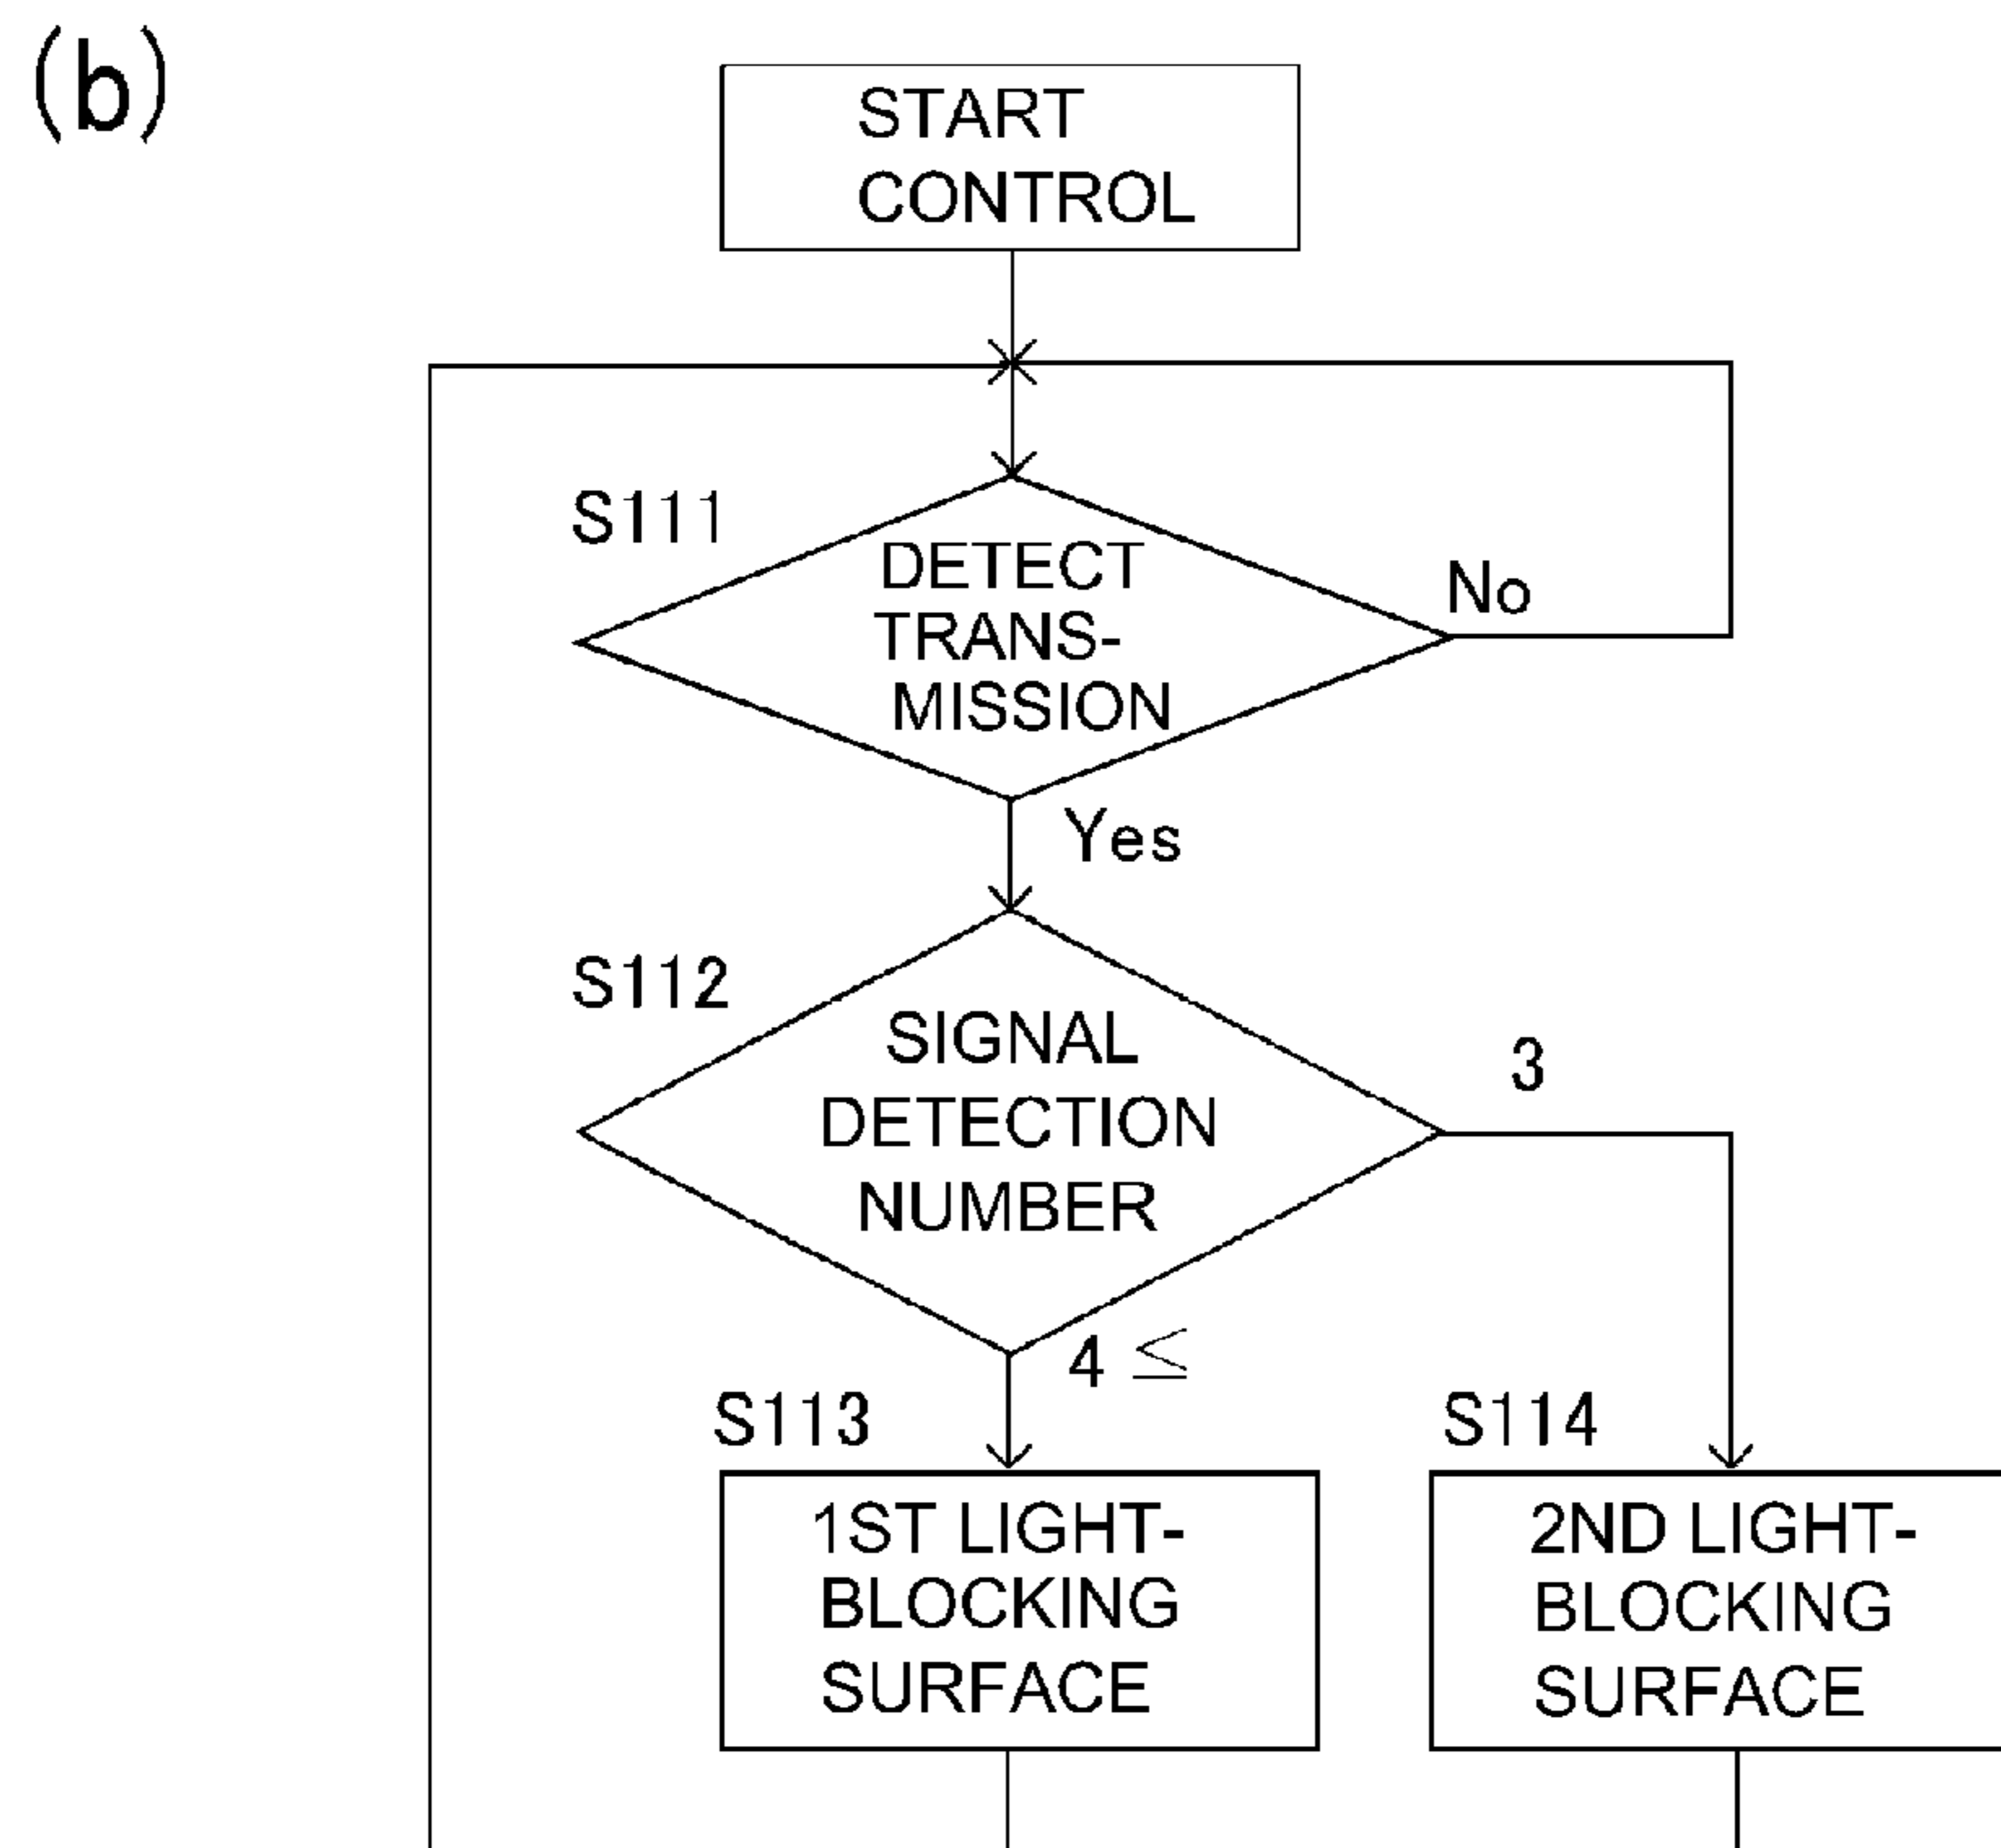 (b)
START
CONTROL
S111
DETECT
TRANS-
MISSION
No
Yes
S112
SIGNAL
DETECTION
NUMBER
3
4 ≤
S113
1ST LIGHT-
BLOCKING
SURFACE
S114
2ND LIGHT-
BLOCKING
SURFACE